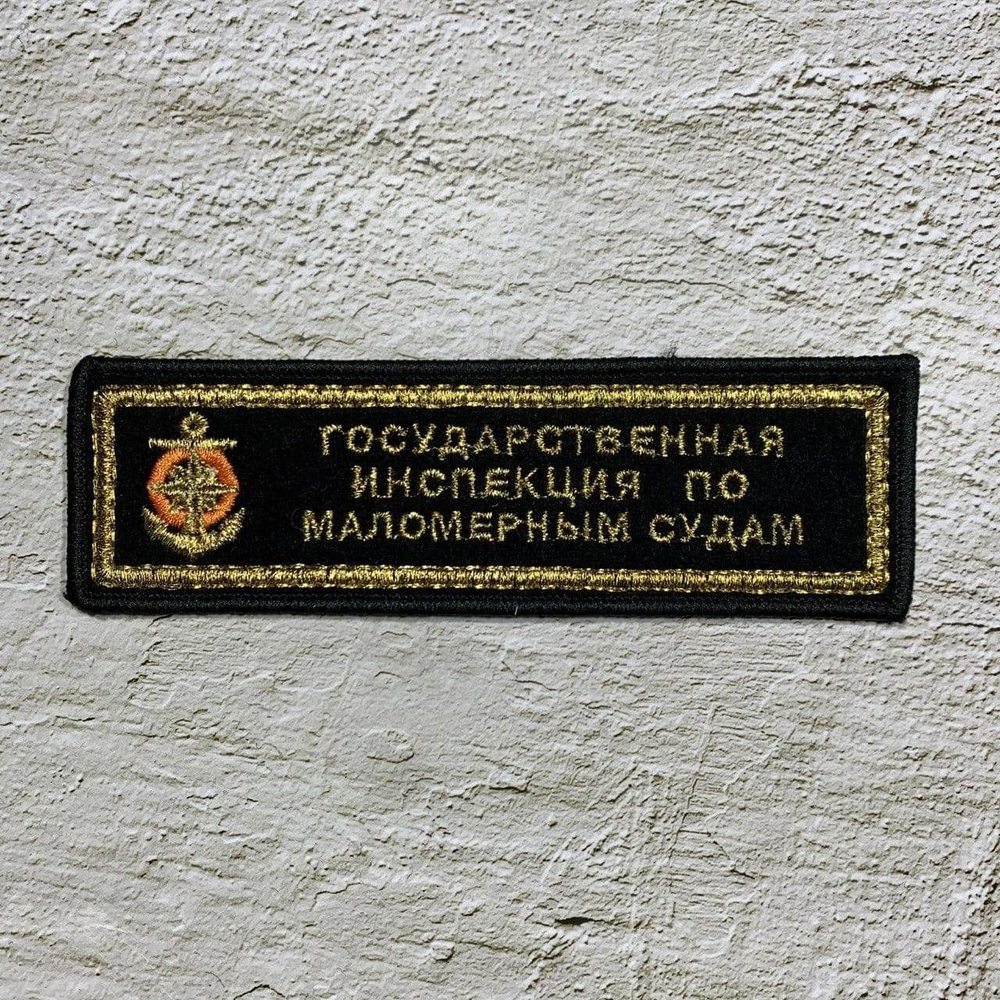 ГОСУДАРСТВЕННАЯ
ИНСПЕКЦИЯ ПО
МАЛОМЕРНЫМ СУДАМ